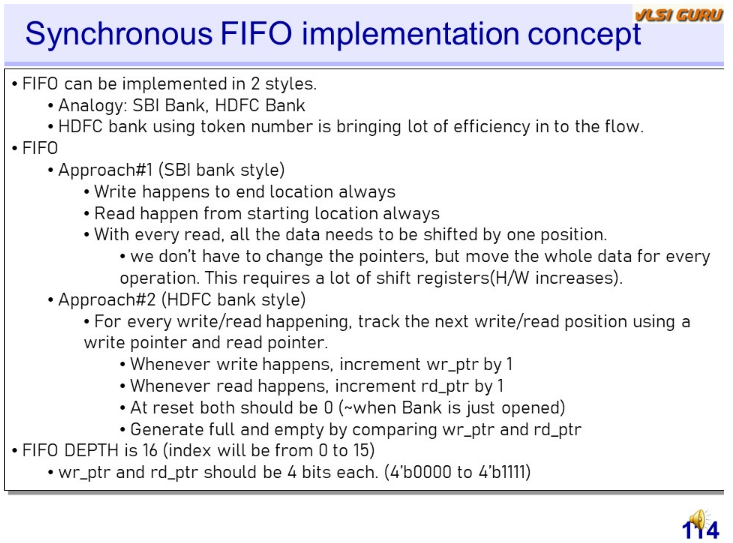 VLSI GURU
Synchronous FIFO implementation concept
• FIFO can be implemented in 2 styles.
• Analogy: SBI Bank, HDFC Bank
• HDFC bank using token number is bringing lot of efficiency in to the flow.
• FIFO
• Approach#1 (SBI bank style)
• Write happens to end location always
• Read happen from starting location always
• With every read, all the data needs to be shifted by one position.
• we don't have to change the pointers, but move the whole data for every
operation. This requires a lot of shift registers(H/W increases).
• Approach#2 (HDFC bank style)
• For every write/read happening, track the next write/read position using a
write pointer and read pointer.
• Whenever write happens, increment wr_ptr by 1
• Whenever read happens, increment rd_ptr by 1
• At reset both should be 0 (~when Bank is just opened)
• Generate full and empty by comparing wr_ptr and rd_ptr
• FIFO DEPTH is 16 (index will be from 0 to 15)
• wr_ptr and rd_ptr should be 4 bits each. (4'b0000 to 4'b1111)
114